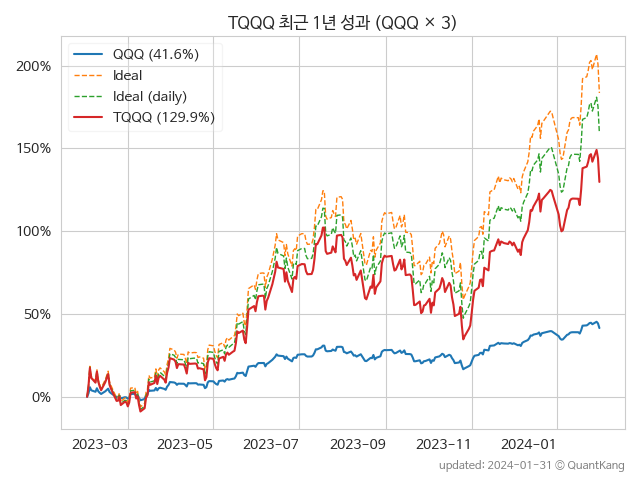 TQQQ 최근 1년 성과 (QQQ × 3)
QQQ (41.6%)
Ideal
Ideal (daily)
TQQQ (129.9%)
200%
150%
100%
50%
0%
2023-03 2023-05 2023-07 2023-09 2023-11 2024-01
updated: 2024-01-31 © QuantKang